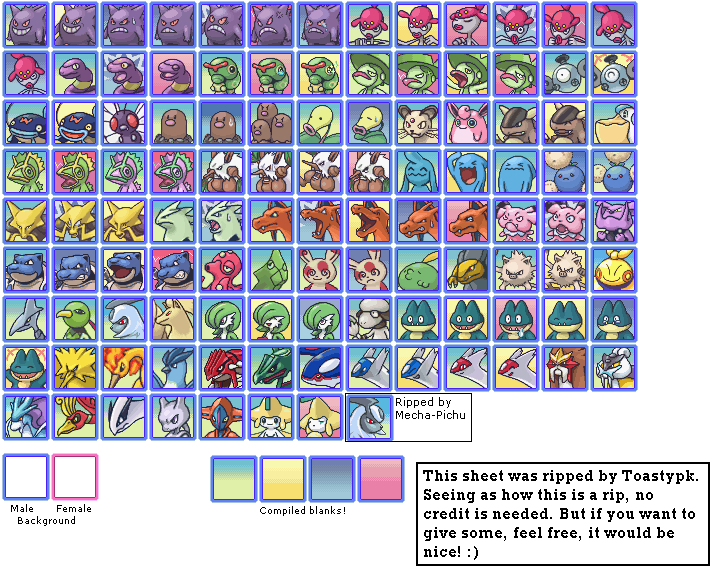 Ripped by
Mecha-Pichu
Male
Female
Background
Compiled blanks!
This sheet was ripped by Toastypk.
Seeing as how this is a rip, no
credit is needed. But if you want to
give some, feel free, it would be
nice! :)